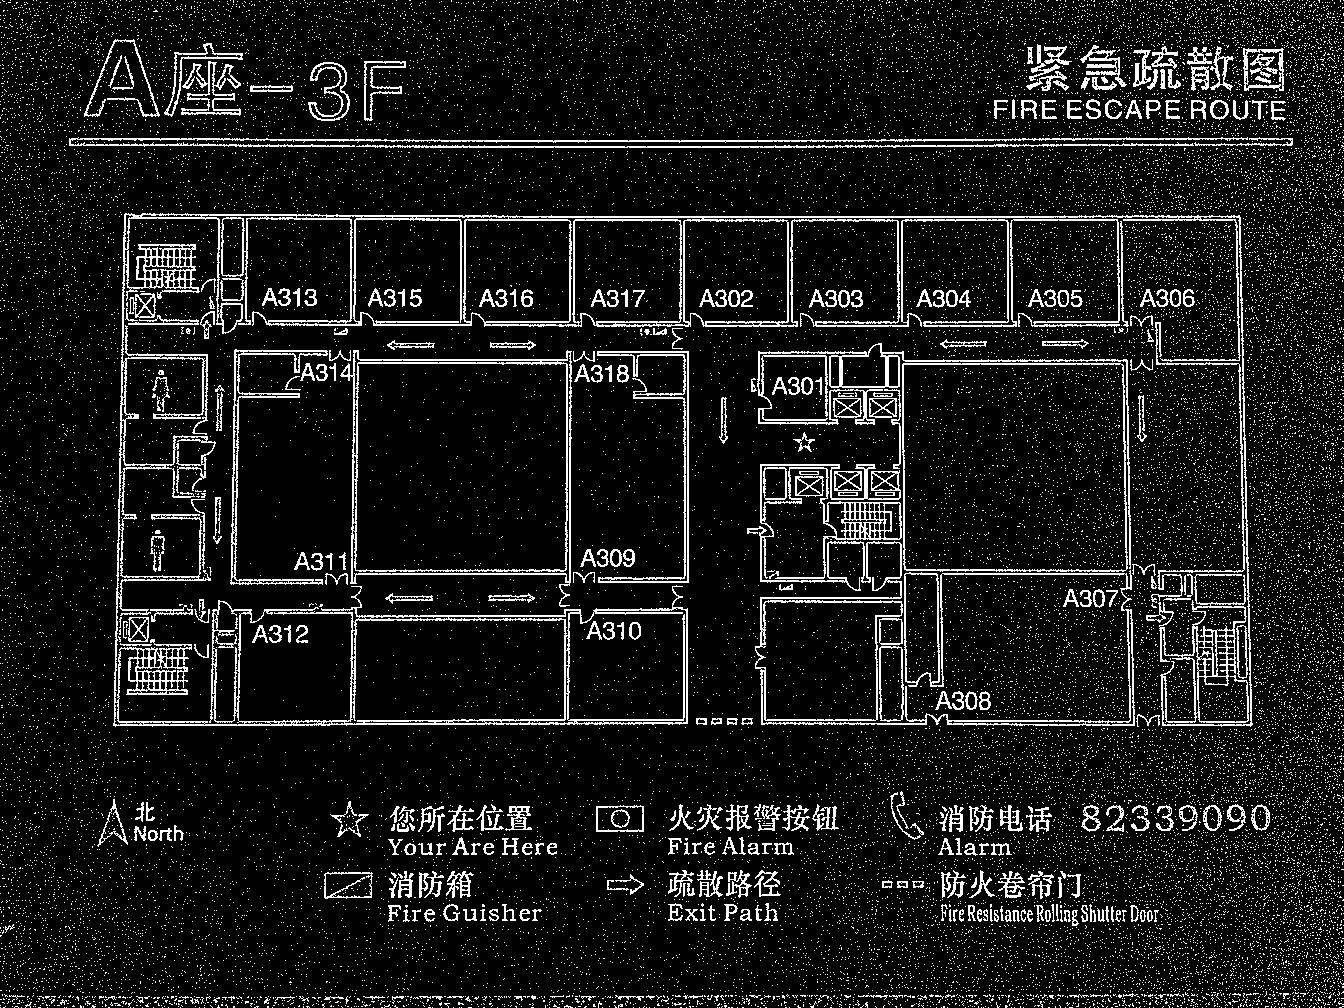 A座-3F
紧急疏散图
FIRE ESCAPE ROUTE
A313
A315
A316
A317
A302
A303
A304
A305
A306
A314
A318
A301
A311
A309
A307
A312
A310
A308
北
North
您所在位置
Your Are Here
火灾报警按钮
Fire Alarm
消防电话 82339090
Alarm
消防箱
Fire Guisher
疏散路径
Exit Path
防火卷帘门
Fire Resistance Rolling Shutter Door